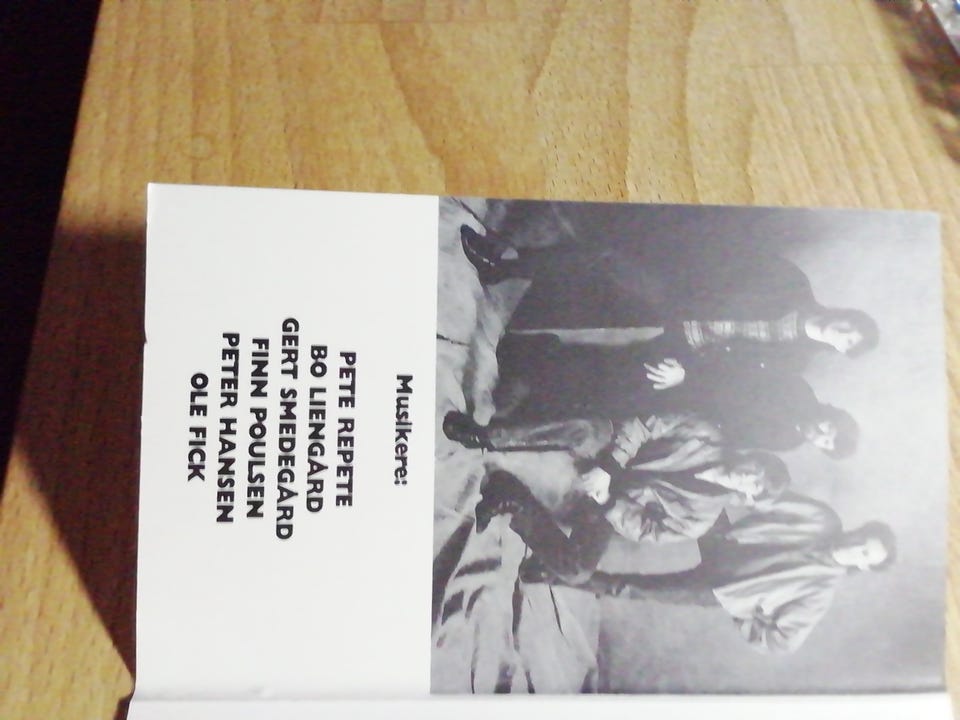 Musikere:
PETE REPETE
BO LIENGÅRD
GERT SMEDEGÅRD
FINN POULSEN
PETER HANSEN
OLE FICK